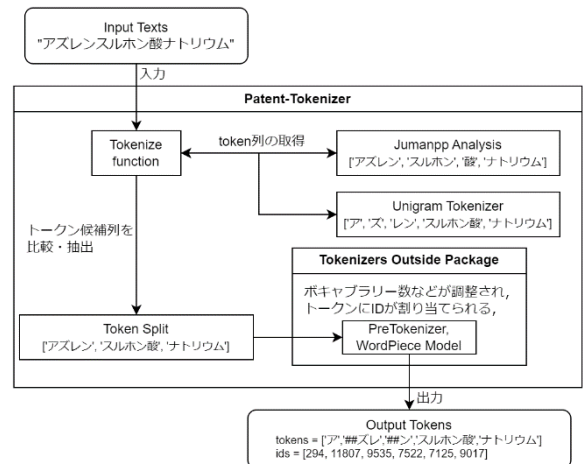 Input Texts
"アズレンスルホン酸ナトリウム"
入力
Patent-Tokenizer
Tokenize
function
token列の取得
Jumanpp Analysis
['アズレン', 'スルホン', '酸', 'ナトリウム']
Unigram Tokenizer
['ア', 'ズ', 'レン', 'スルホン酸', 'ナトリウム']
トークン候補列を
比較・抽出
Tokenizers Outside Package
ボキャブラリー数などが調整され,
トークンにIDが割り当てられる,
Token Split
['アズレン', 'スルホン酸', 'ナトリウム']
PreTokenizer,
WordPiece Model
出力
Output Tokens
tokens = ['ア','##ズレ','##ン','スルホン酸','ナトリウム']
ids = [294, 11807, 9535, 7522, 7125, 9017]